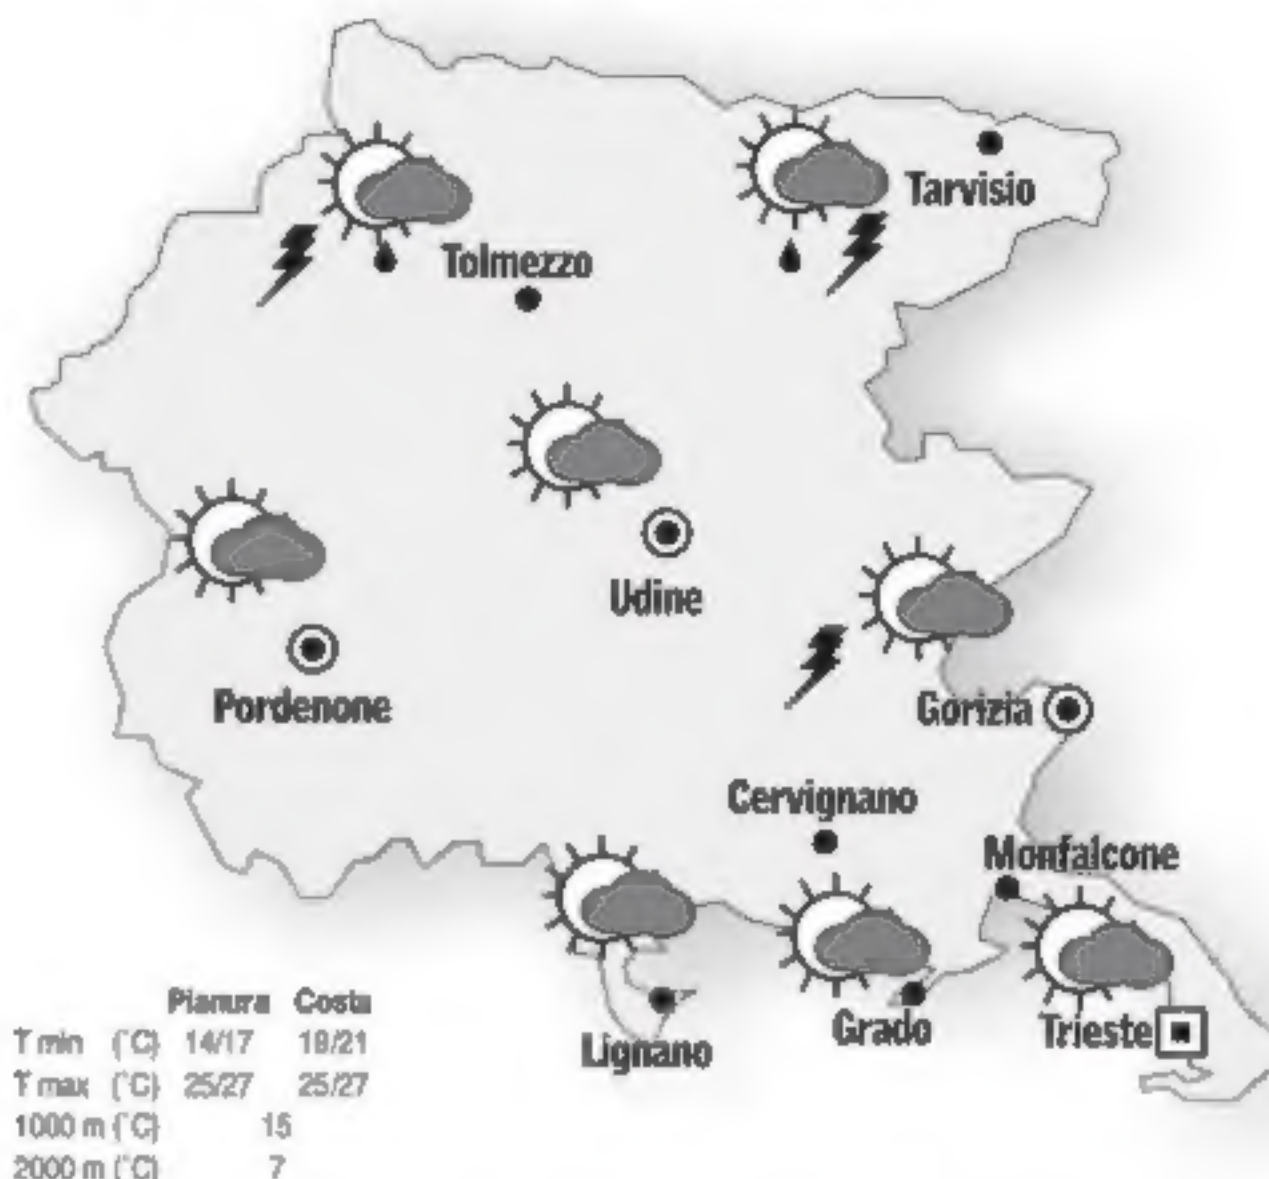 Tarvisio
Tolmezzo
Udine
Pordenone
Gorizia
Cervignano
Monfalcone
Grado
Trieste
Lignano
Pianura Costa
T min (°C) 14/17 18/21
T max (°C) 25/27 25/27
1000 m (°C) 15
2000 m (°C) 7